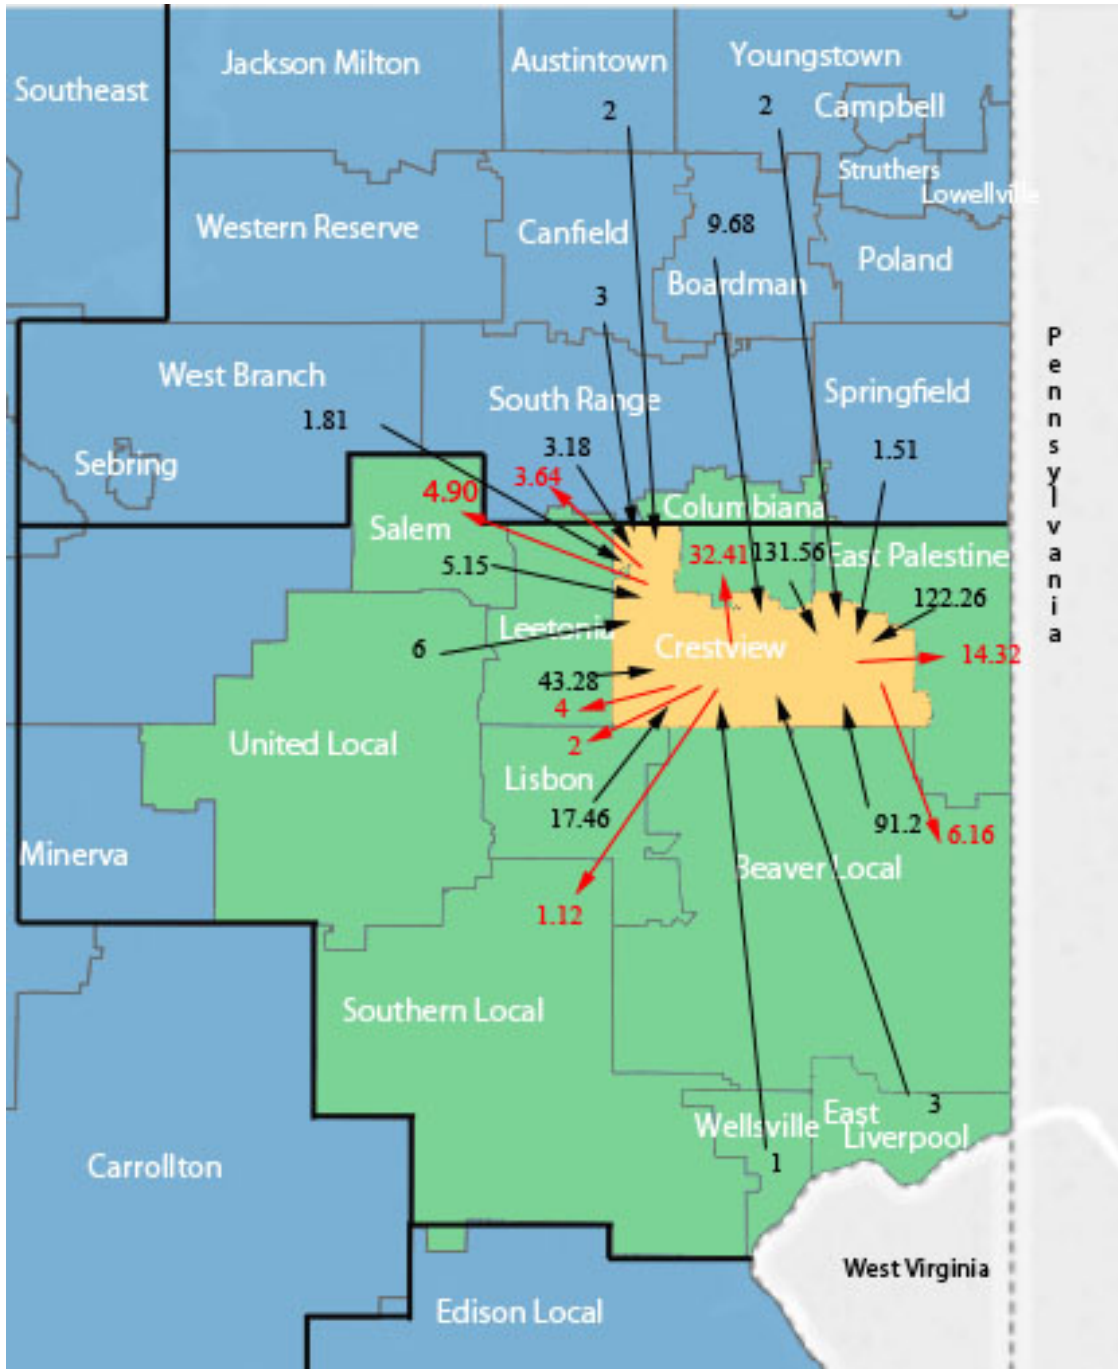 Jackson Milton
Austintown
Youngstown
Southeast
2
2
Campbell
Struthers
Lowellville
Western Reserve
Canfield
9.68
Poland
Boardman
3
Pennsylvania
West Branch
South Range
Springfield
1.81
3.18
1.51
Sebring
3.64
4.90
Columbiana
Salem
32.41
131.56
East Palestine
5.15
122.26
Leetonia
6
Crestview
14.32
43.28
4
United Local
2
Lisbon
17.46
91.2
6.16
Minerva
Beaver Local
1.12
Southern Local
3
Wellsville
East
Liverpool
1
Carrollton
West Virginia
Edison Local